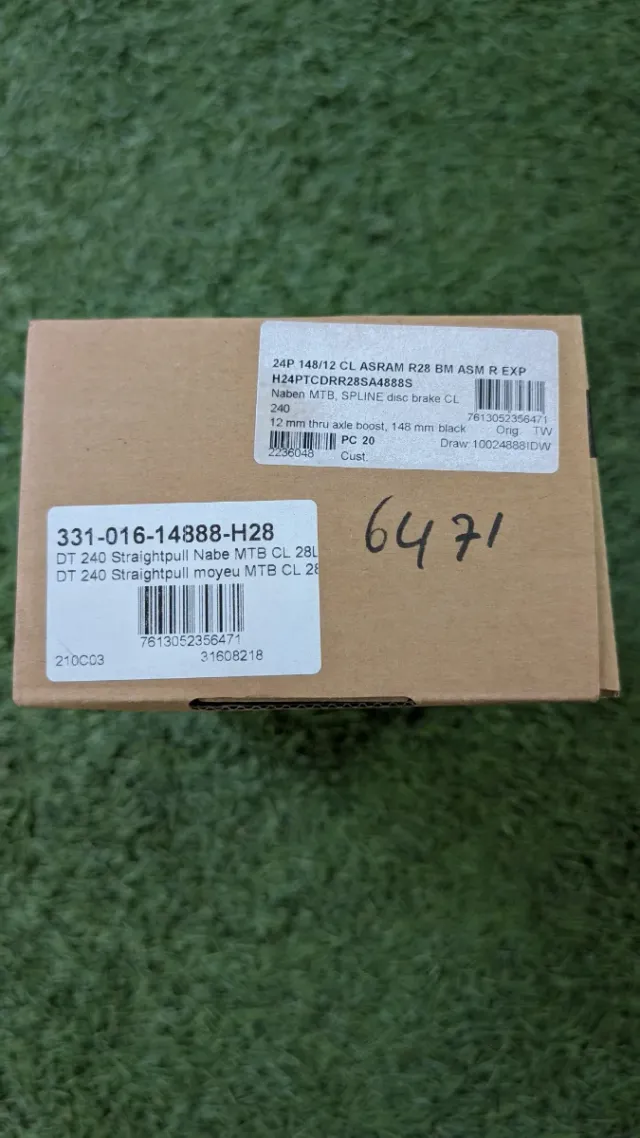 24P 148/12 CL ASRAM R28 BM ASM R EXP
H24PTCDRR28SA4888S
Naben MTB, SPLINE disc brake CL
240
7613052356471
12 mm thru axle boost, 148 mm black
Orig. TW
PC 20
Draw:10024888IDW
2236048
Cust.
331-016-14888-H28
6471
DT 240 Straightpull Nabe MTB CL 28L
DT 240 Straightpull moyeu MTB CL 28
7613052356471
210C03
31608218